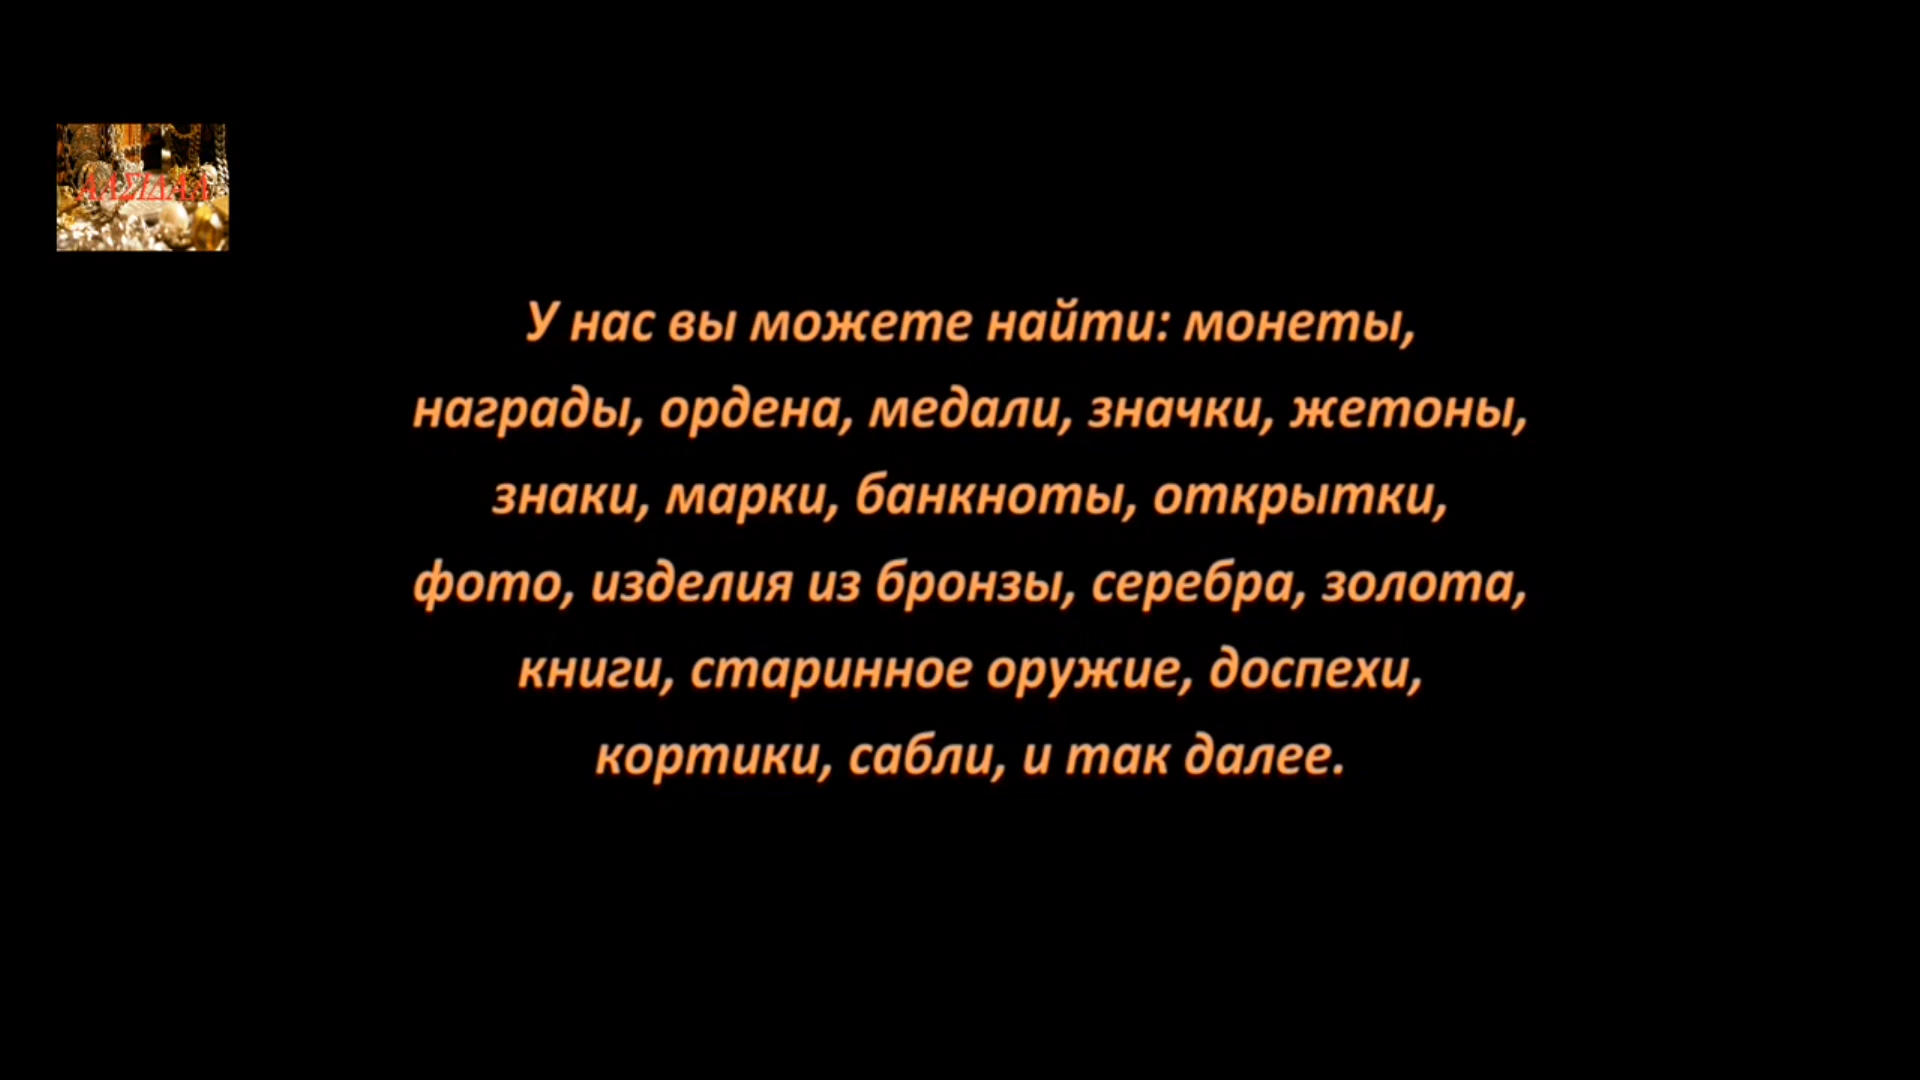 У нас вы можете найти: монеты,
награды, ордена, медали, значки, жетоны,
знаки, марки, банкноты, открытки,
фото, изделия из бронзы, серебра, золота,
книги, старинное оружие, доспехи,
кортики, сабли, и так далее.